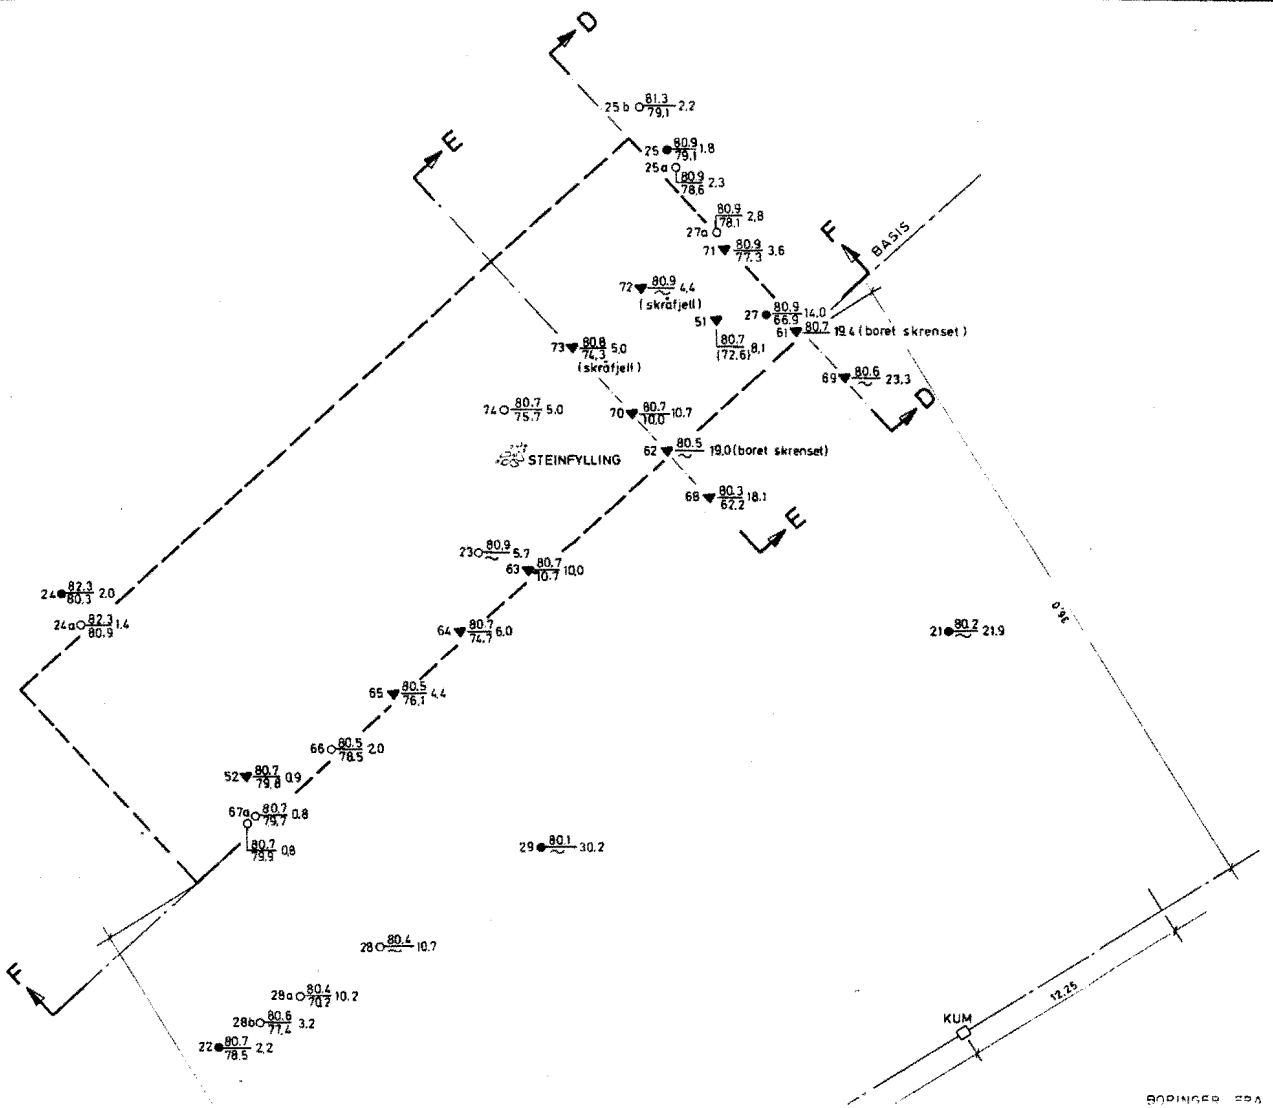 D
25b 81.3 2.2
79.1
E
25 80.9 1.8
79.1
25a
80.9 2.3
78.6
80.9 2.8
78.1
27a
F
BASIS
71 80.9 3.6
77.3
72 80.9 4.4
~
(skråfjell)
27 80.9 14.0
66.9
51
61 80.7 19.4 (boret skrenset)
80.7 8.1
(72.6)
73 80.8 5.0
74.3
(skråfjell)
69 80.6 23.3
~
D
74 80.7 5.0
75.7
70 80.7 10.7
10.0
62 80.5 19.0 (boret skrenset)
~
STEINFYLLING
68 80.3 18.1
62.2
E
23 80.9 5.7
~
63 80.7 10.0
10.7
24 82.3 2.0
80.3
24a 82.3 1.4
80.9
36.0
64 80.7 6.0
74.7
21 80.2 21.9
~
65 80.5 4.4
76.1
66 80.5 2.0
78.5
52 80.7 0.9
79.8
67a 80.7 0.8
79.7
80.7 0.8
79.9
29 80.1 30.2
~
28 80.4 10.7
~
F
28a 80.4 10.2
70.2
12.25
28b 80.6 3.2
77.4
KUM
22 80.7 2.2
78.5
BORINGER FRA